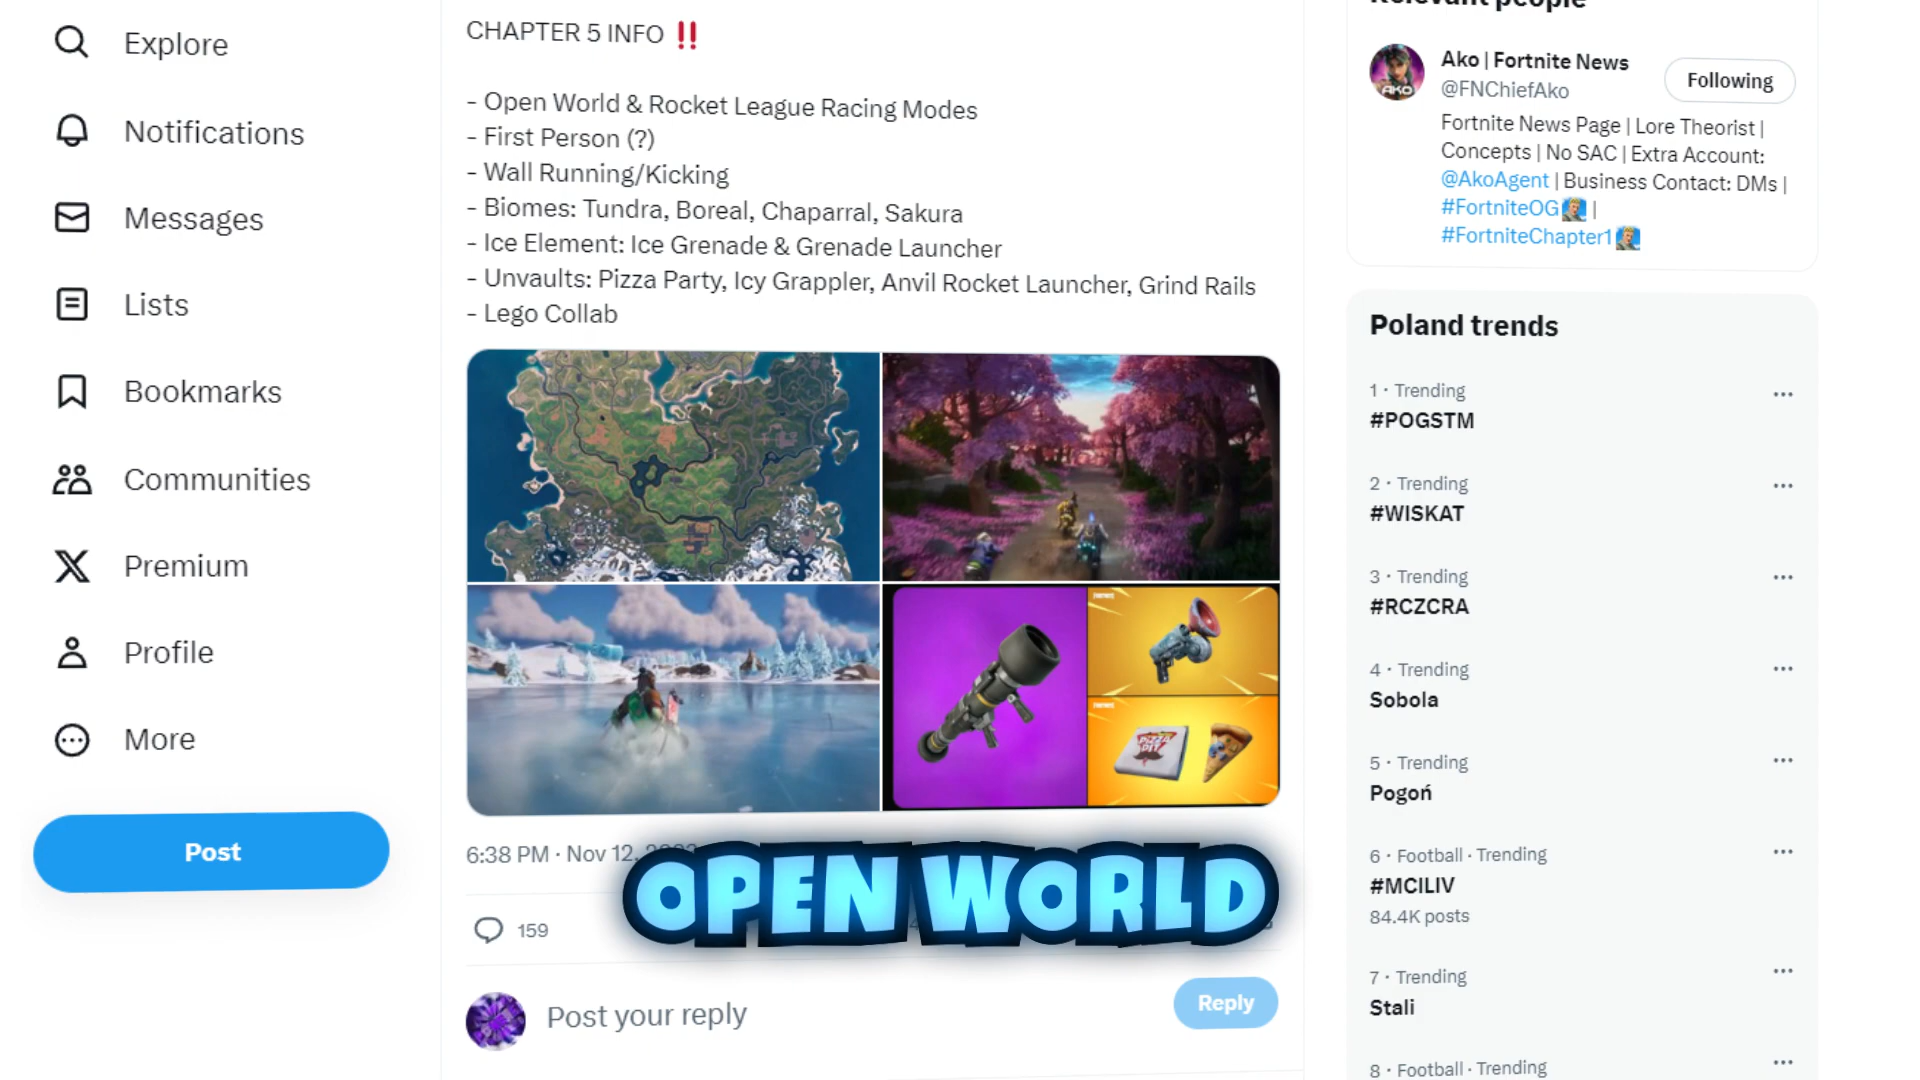 Explore
Notifications
Messages
Lists
Bookmarks
Communities
Premium
Profile
More
Post
CHAPTER 5 INFO ‼️
- Open World & Rocket League Racing Modes
- First Person (?)
- Wall Running/Kicking
- Biomes: Tundra, Boreal, Chaparral, Sakura
- Ice Element: Ice Grenade & Grenade Launcher
- Unvaults: Pizza Party, Icy Grappler, Anvil Rocket Launcher, Grind Rails
- Lego Collab
PIZZA
PIT
6:38 PM · Nov 12,
OPEN WORLD
159
Post your reply
Reply
Relevant people
Ako | Fortnite News
@FNChiefAko
Following
AKO
Fortnite News Page | Lore Theorist |
Concepts | No SAC | Extra Account:
@AkoAgent | Business Contact: DMs |
#FortniteOG |
#FortniteChapter1
Poland trends
1 · Trending
#POGSTM
2 · Trending
#WISKAT
3 · Trending
#RCZCRA
4 · Trending
Sobola
5 · Trending
Pogoń
6 · Football · Trending
#MCILIV
84.4K posts
7 · Trending
Stali
8 · Football · Trending